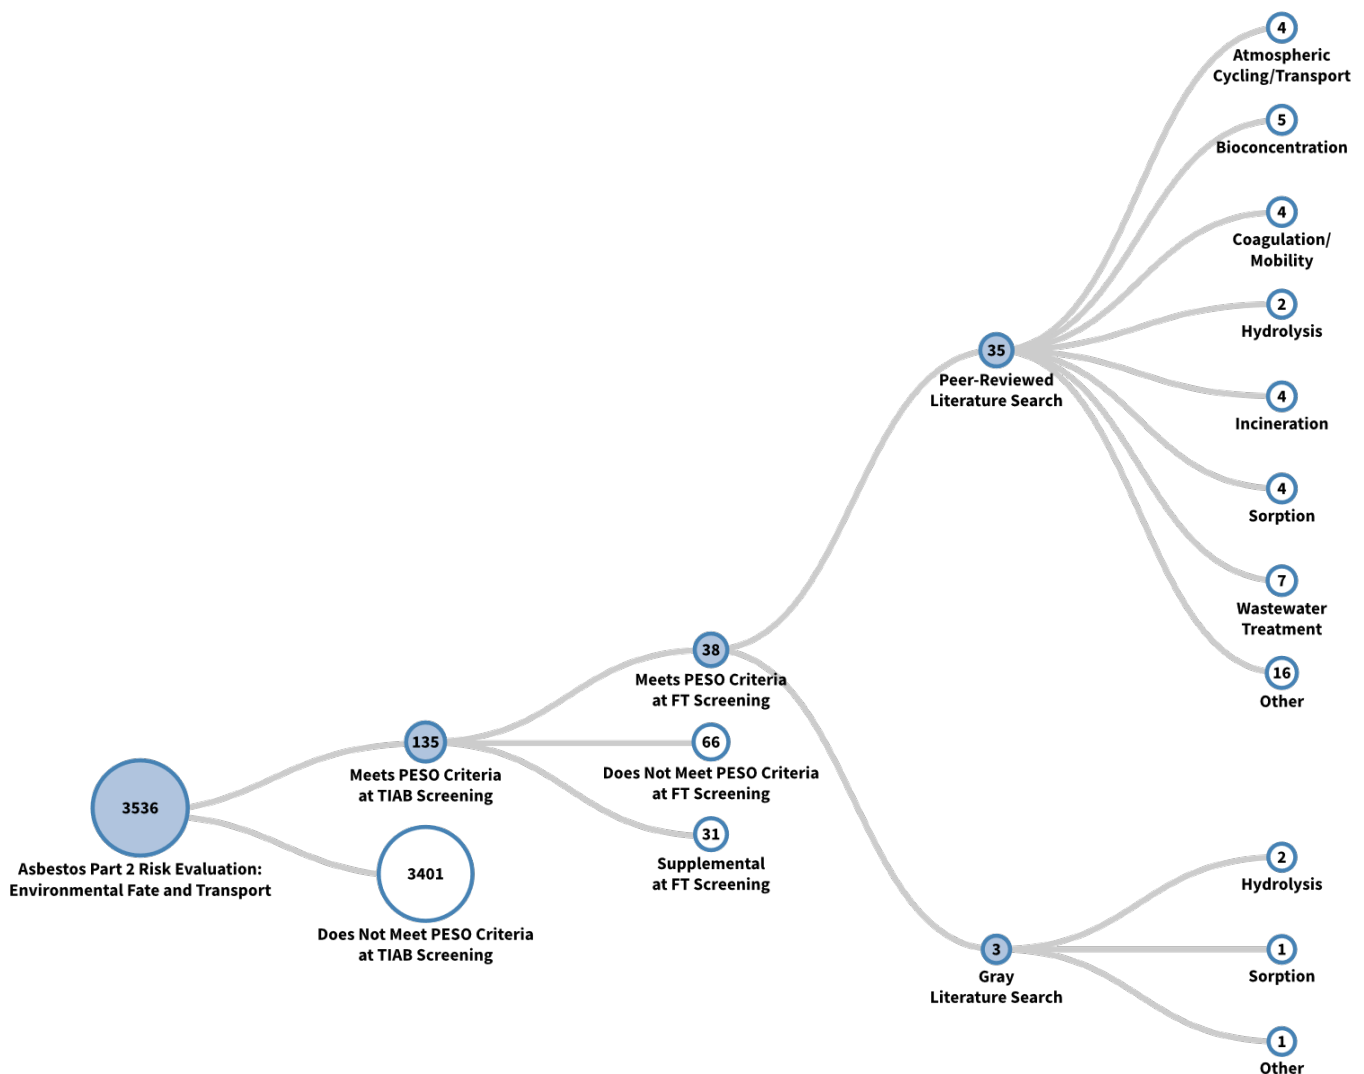 3536
Asbestos Part 2 Risk Evaluation:
Environmental Fate and Transport
135
Meets PESO Criteria
at TIAB Screening
3401
Does Not Meet PESO Criteria
at TIAB Screening
38
Meets PESO Criteria
at FT Screening
66
Does Not Meet PESO Criteria
at FT Screening
31
Supplemental
at FT Screening
35
Peer-Reviewed
Literature Search
3
Gray
Literature Search
4
Atmospheric
Cycling/Transport
5
Bioconcentration
4
Coagulation/
Mobility
2
Hydrolysis
4
Incineration
4
Sorption
7
Wastewater
Treatment
16
Other
2
Hydrolysis
1
Sorption
1
Other